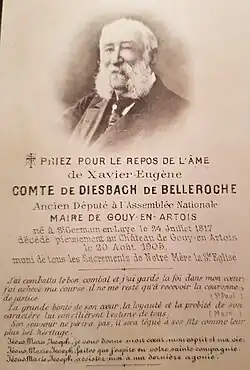 ✝ PRIEZ POUR LE REPOS DE L'ÂME
de Xavier-Eugène
COMTE DE DIESBACH DE BELLEROCHE
Ancien Député à l'Assemblée Nationale
MAIRE DE GOUY-EN-ARTOIS
né à St Germain-en-Laye le 24 Juillet 1817
décédé pieusement au Château de Gouy-en-Artois
le 20 Août 1905
muni de tous les Sacrements de Notre Mère la Ste Eglise
J'ai combattu le bon combat et j'ai gardé la foi dans mon cœur
j'ai achevé ma course, il ne me reste qu'à recevoir la couronne
de justice (St Paul)
La grande bonté de son cœur, la loyauté et la probité de son
caractère lui concilièrent l'estime de tous.
Son souvenir ne périra pas, il sera légué à ses fils comme leur
plus bel héritage.
Jésus, Marie, Joseph, je vous donne mon cœur, mon esprit et ma vie.
Jésus, Marie, Joseph, faites que j'expire en votre sainte compagnie.
Jésus, Marie, Joseph, assistez-moi à ma dernière agonie.